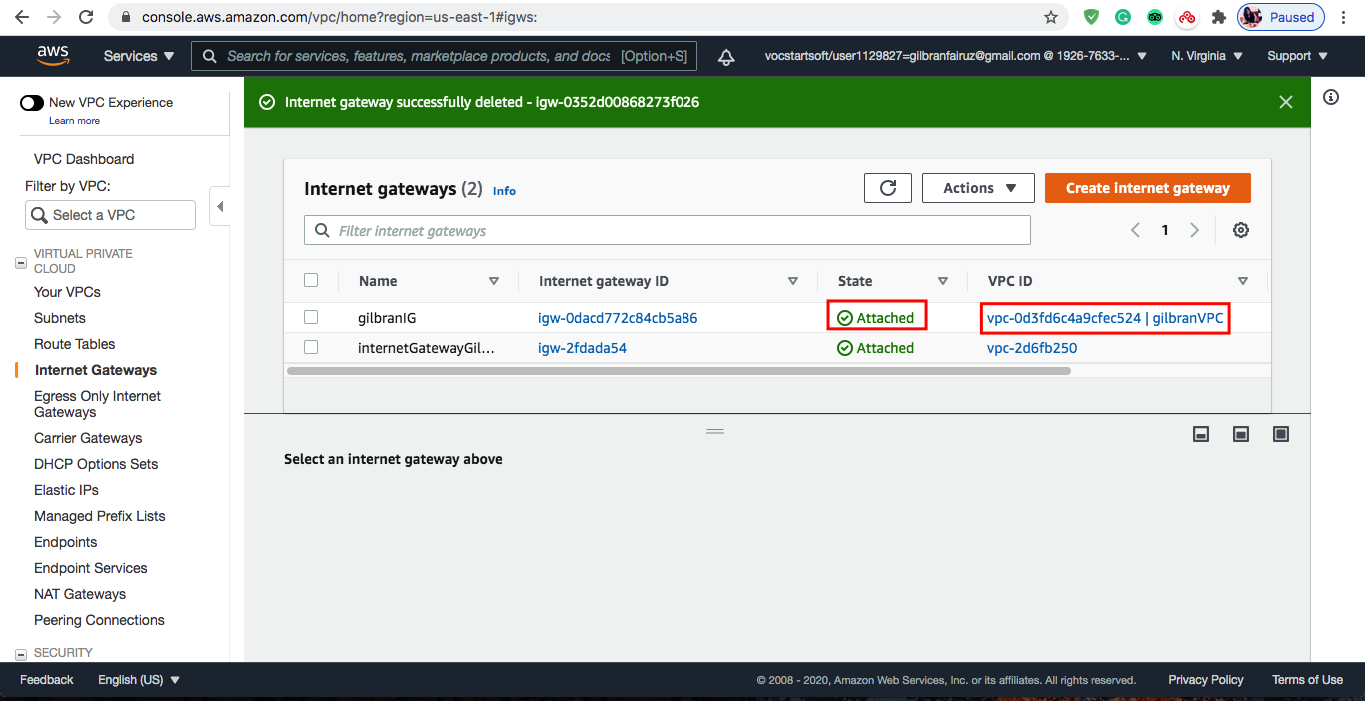 console.aws.amazon.com/vpc/home?region=us-east-1#igws:
Paused
aws
Services
Search for services, features, marketplace products, and docs [Option+S]
vocstartsoft/user1129827=gilbranfairuz@gmail.com @ 1926-7633-...
N. Virginia
Support
New VPC Experience
Learn more
VPC Dashboard
Filter by VPC:
Select a VPC
VIRTUAL PRIVATE
CLOUD
Your VPCs
Subnets
Route Tables
Internet Gateways
Egress Only Internet
Gateways
Carrier Gateways
DHCP Options Sets
Elastic IPs
Managed Prefix Lists
Endpoints
Endpoint Services
NAT Gateways
Peering Connections
SECURITY
Internet gateway successfully deleted - igw-0352d00868273f026
Internet gateways (2) Info
Actions
Create internet gateway
Filter internet gateways
1
Name Internet gateway ID State VPC ID
gilbranIG igw-0dacd772c84cb5a86 Attached vpc-0d3fd6c4a9cfec524 | gilbranVPC
internetGatewayGil... igw-2fdada54 Attached vpc-2d6fb250
Select an internet gateway above
Feedback
English (US)
© 2008 - 2020, Amazon Web Services, Inc. or its affiliates. All rights reserved.
Privacy Policy
Terms of Use